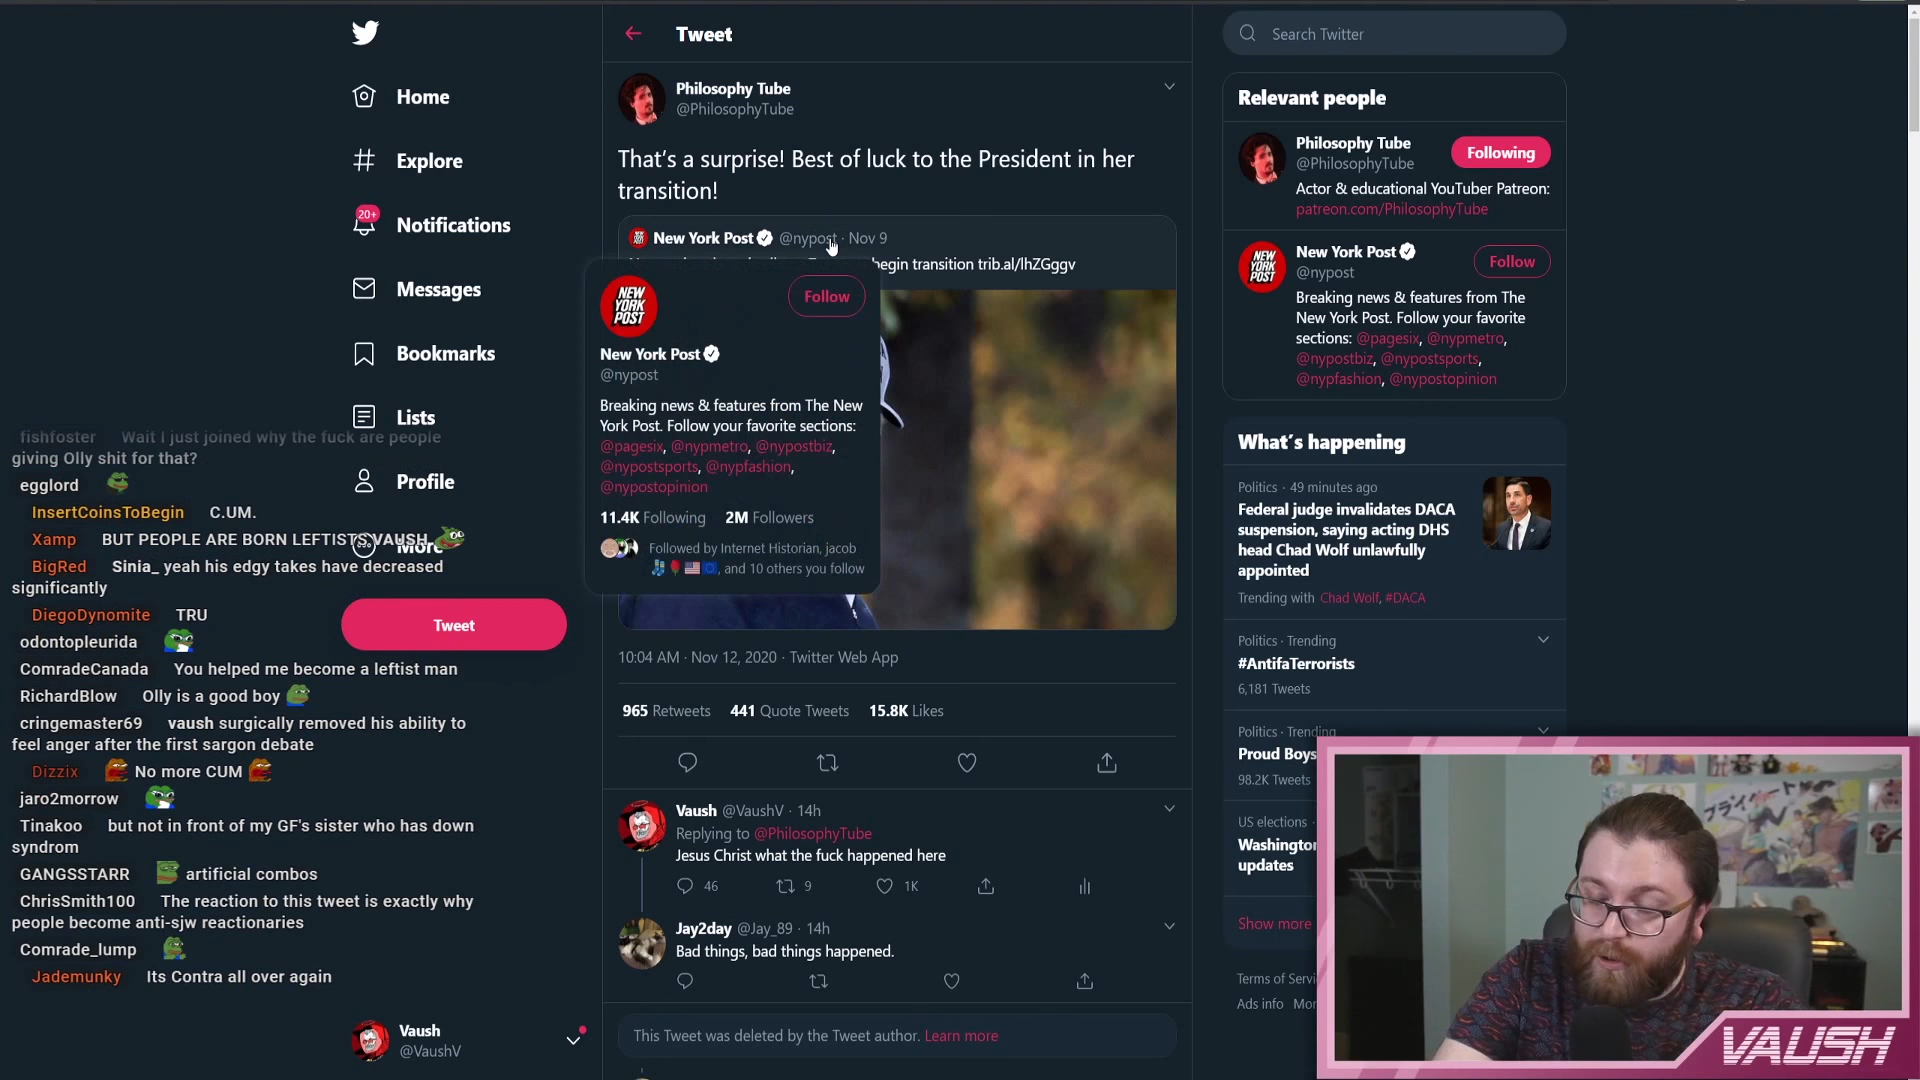 Home
Explore
20+
Notifications
Messages
Bookmarks
Lists
Profile
More
Tweet
Vaush
@VaushV
fishfoster Wait I just joined why the fuck are people
giving Olly shit for that?
egglord
InsertCoinsToBegin C.UM.
Xamp BUT PEOPLE ARE BORN LEFTISTS VAUSH
BigRed Sinia_ yeah his edgy takes have decreased
significantly
DiegoDynomite TRU
odontopleurida
ComradeCanada You helped me become a leftist man
RichardBlow Olly is a good boy
cringemaster69 vaush surgically removed his ability to
feel anger after the first sargon debate
Dizzix No more CUM
jaro2morrow
Tinakoo but not in front of my GF's sister who has down
syndrom
GANGSSTARR artificial combos
ChrisSmith100 The reaction to this tweet is exactly why
people become anti-sjw reactionaries
Comrade_lump
Jademunky Its Contra all over again
Tweet
Philosophy Tube
@PhilosophyTube
That's a surprise! Best of luck to the President in her
transition!
New York Post @nypost · Nov 9
begin transition trib.al/lhZGggv
NEW
YORK
POST
Follow
New York Post
@nypost
Breaking news & features from The New
York Post. Follow your favorite sections:
@pagesix, @nypmetro, @nypostbiz,
@nypostsports, @nypfashion,
@nypostopinion
11.4K Following 2M Followers
Followed by Internet Historian, jacob
, and 10 others you follow
10:04 AM · Nov 12, 2020 · Twitter Web App
965 Retweets 441 Quote Tweets 15.8K Likes
Vaush @VaushV · 14h
Replying to @PhilosophyTube
Jesus Christ what the fuck happened here
46 9 1K
Jay2day @Jay_89 · 14h
Bad things, bad things happened.
This Tweet was deleted by the Tweet author. Learn more
Search Twitter
Relevant people
Philosophy Tube
@PhilosophyTube
Following
Actor & educational YouTuber Patreon:
patreon.com/PhilosophyTube
NEW
YORK
POST
New York Post
@nypost
Follow
Breaking news & features from The
New York Post. Follow your favorite
sections: @pagesix, @nypmetro,
@nypostbiz, @nypostsports,
@nypfashion, @nypostopinion
What's happening
Politics · 49 minutes ago
Federal judge invalidates DACA
suspension, saying acting DHS
head Chad Wolf unlawfully
appointed
Trending with Chad Wolf, #DACA
Politics · Trending
#AntifaTerrorists
6,181 Tweets
Politics · Trending
Proud Boys
98.2K Tweets
US elections ·
Washington
updates
Show more
Terms of Servi
Ads info Mor
VAUSH